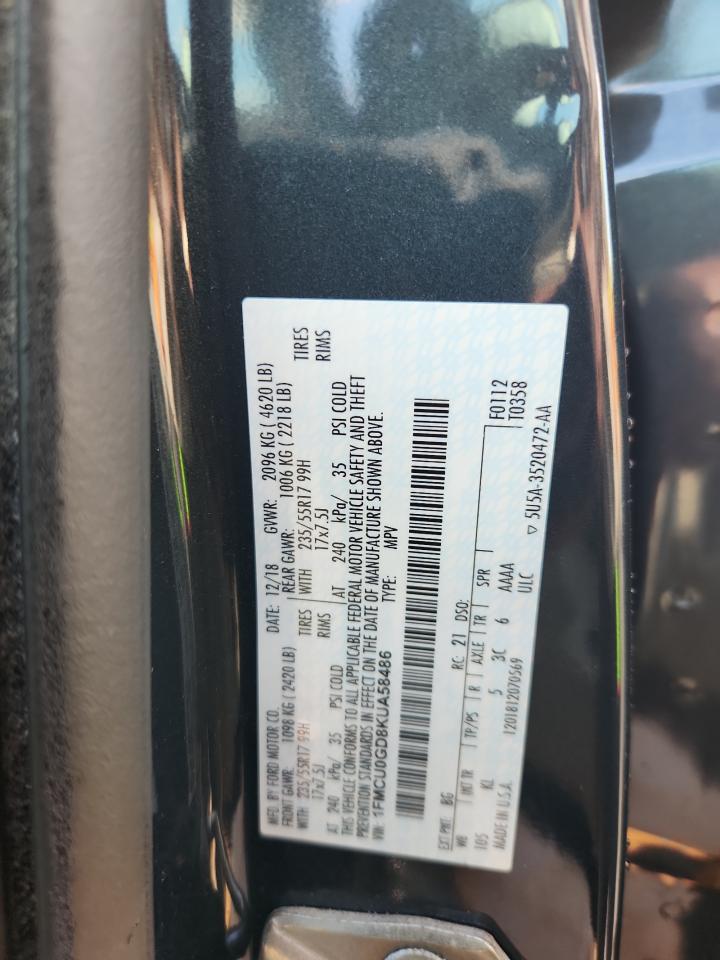 MFD. BY FORD MOTOR CO. DATE: 12/18 GVWR: 2096 KG ( 4620 LB)
FRONT GAWR: 1098 KG (2420 LB) REAR GAWR: 1006 KG ( 2218 LB)
WITH 235/55R17 99H TIRES WITH 235/55R17 99H TIRES
17x7.5J RIMS 17x7.5J RIMS
AT 240 kPa/ 35 PSI COLD AT 240 kPa/ 35 PSI COLD
THIS VEHICLE CONFORMS TO ALL APPLICABLE FEDERAL MOTOR VEHICLE SAFETY AND THEFT
PREVENTION STANDARDS IN EFFECT ON THE DATE OF MANUFACTURE SHOWN ABOVE.
VIN: 1FMCU0GD8KUA58486 TYPE: MPV
EXT PNT: BG RC: 21 DSO:
WB INT TR TP/PS R AXLE TR SPR F0112
105 KL 5 3C 6 AAAA T0358
MADE IN U.S.A. 1201812070569 ULC ▽ 5U5A-3520472-AA